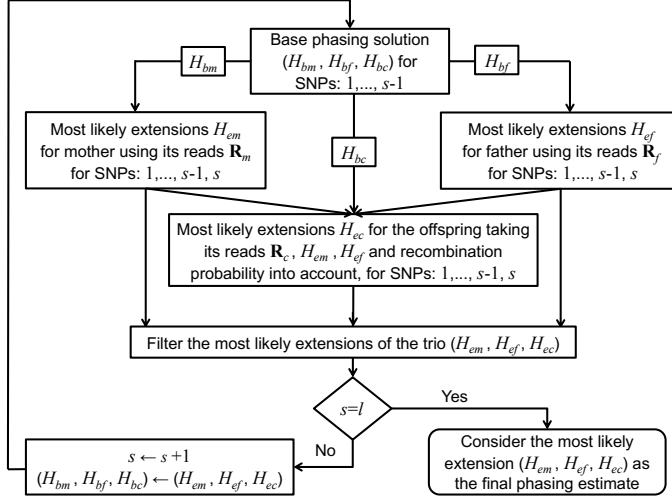 Base phasing solution
(H_bm, H_bf, H_bc) for
SNPs: 1,..., s-1
H_bm
H_bf
H_bc
Most likely extensions H_em
for mother using its reads R_m
for SNPs: 1,..., s-1, s
Most likely extensions H_ef
for father using its reads R_f
for SNPs: 1,..., s-1, s
Most likely extensions H_ec for the offspring taking
its reads R_c, H_em, H_ef and recombination
probability into account, for SNPs: 1,..., s-1, s
Filter the most likely extensions of the trio (H_em, H_ef, H_ec)
s=l
Yes
No
s ← s +1
(H_bm, H_bf, H_bc) ← (H_em, H_ef, H_ec)
Consider the most likely
extension (H_em, H_ef, H_ec) as
the final phasing estimate